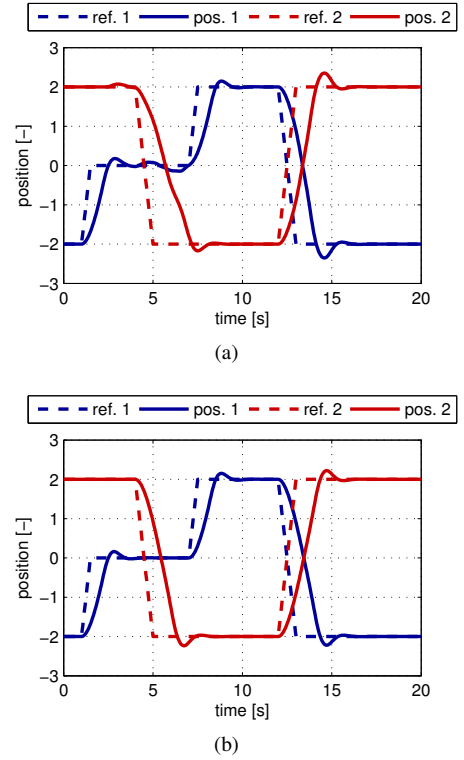 ref. 1 pos. 1 ref. 2 pos. 2
3
2
1
0
−1
−2
−3
position [−]
0 5 10 15 20
time [s]
(a)
ref. 1 pos. 1 ref. 2 pos. 2
3
2
1
0
−1
−2
−3
position [−]
0 5 10 15 20
time [s]
(b)